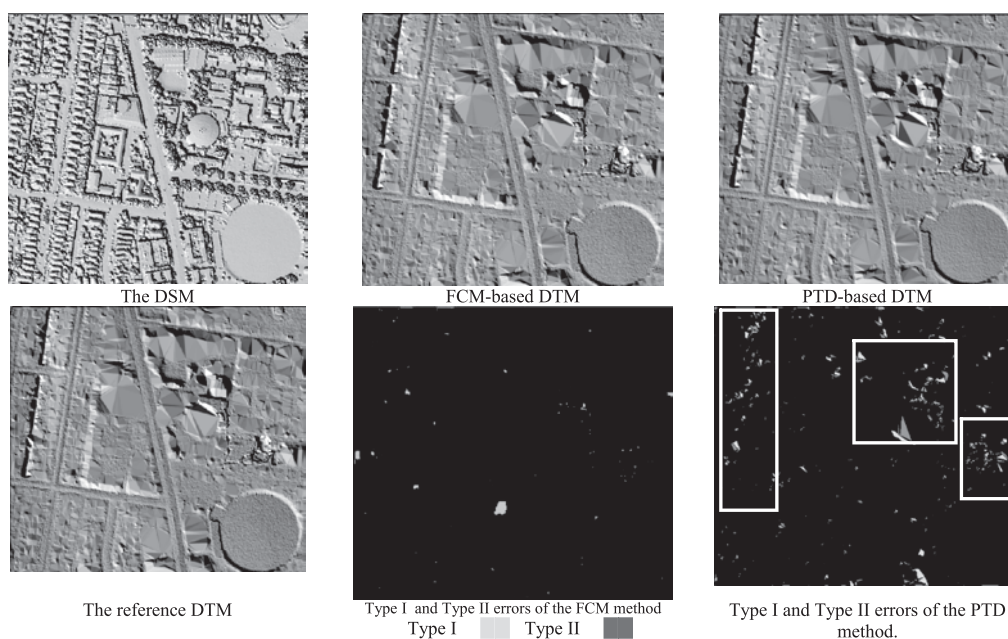 The DSM
FCM-based DTM
PTD-based DTM
The reference DTM
Type I and Type II errors of the FCM method
Type I Type II
Type I and Type II errors of the PTD
method.